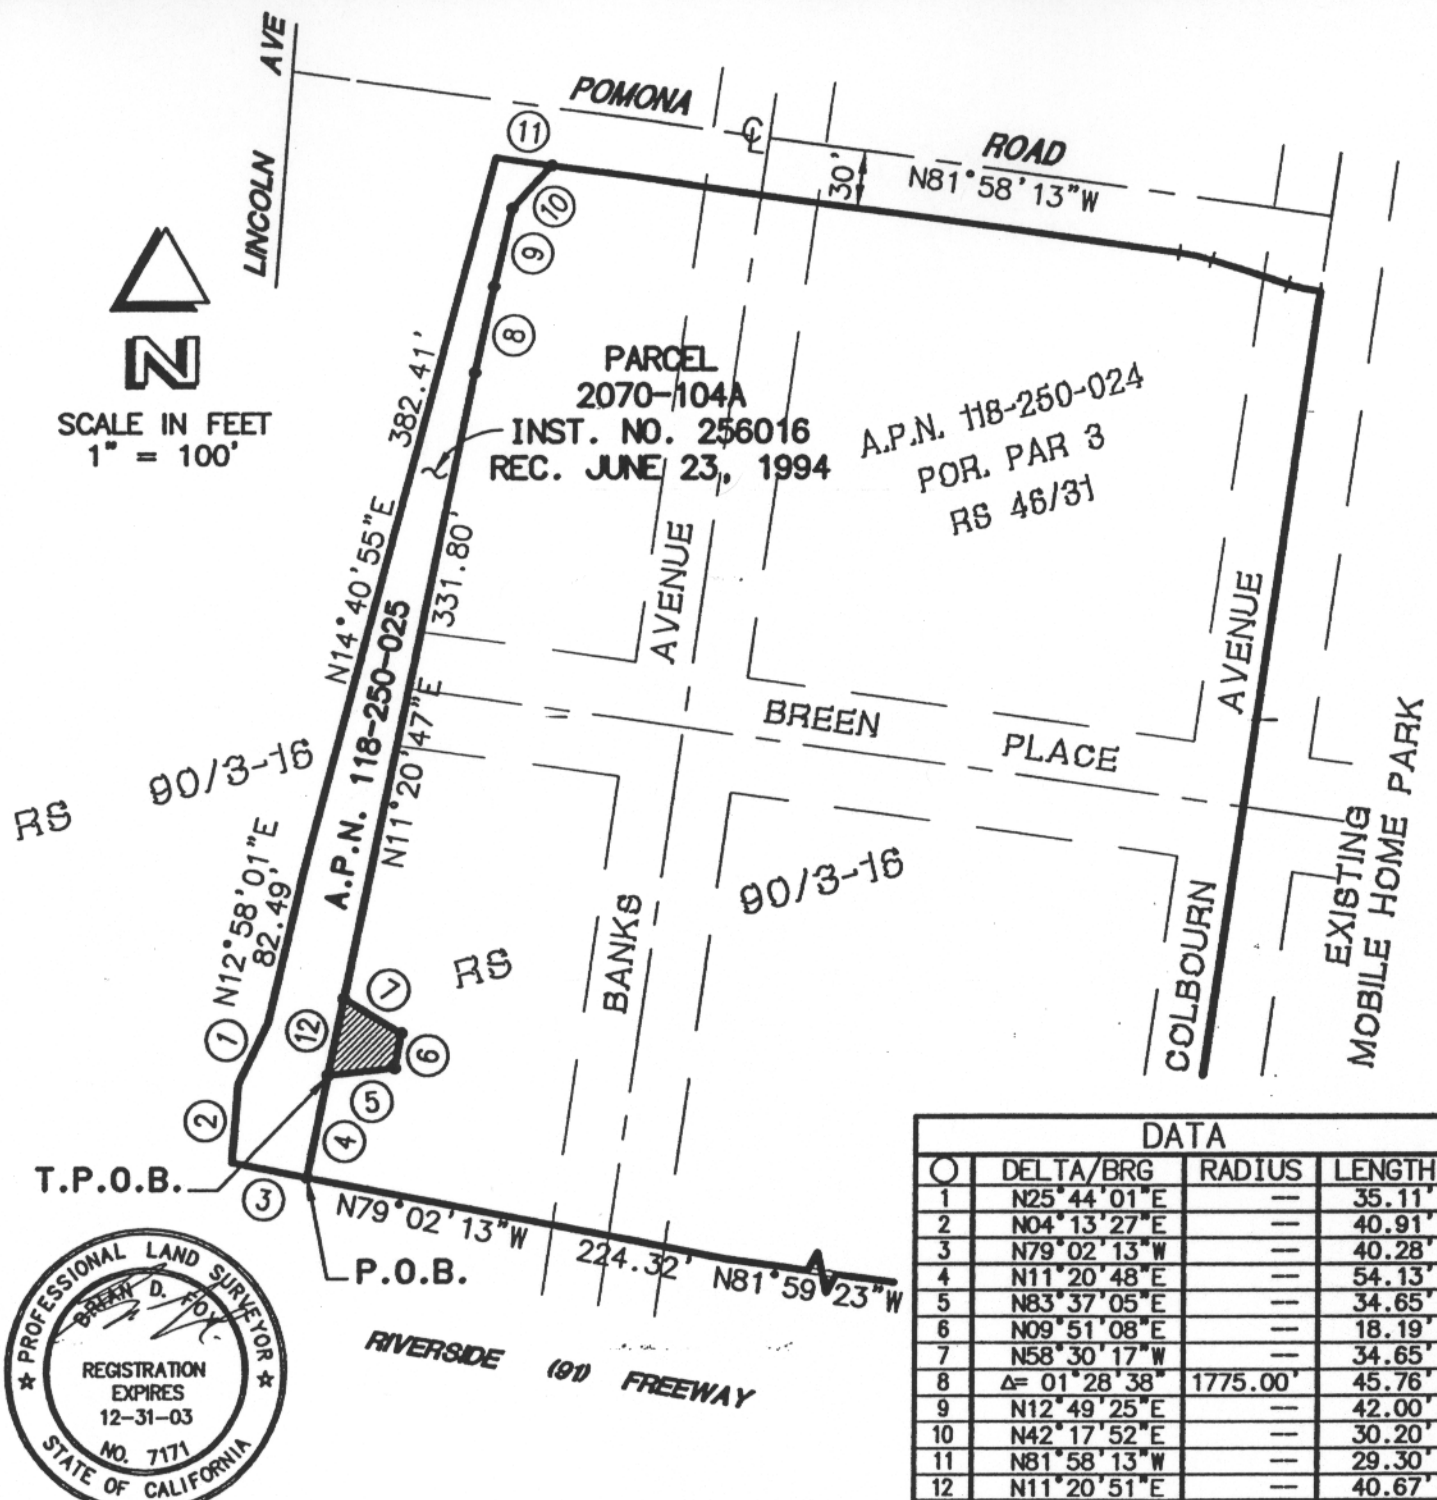 LINCOLN AVE
POMONA ROAD
℄
30'
N81°58'13"W
11
10
9
8
N
SCALE IN FEET
1" = 100'
382.41'
N14°40'55"E
PARCEL
2070-104A
INST. NO. 256016
REC. JUNE 23, 1994
A.P.N. 118-250-024
POR. PAR 3
RS 46/31
331.80'
N11°20'47"E
A.P.N. 118-250-025
BANKS AVENUE
BREEN PLACE
COLBOURN AVENUE
EXISTING
MOBILE HOME PARK
RS 90/3-16
RS 90/3-16
N12°58'01"E
82.49'
1
2
3
4
5
6
7
12
T.P.O.B.
P.O.B.
N79°02'13"W
224.32'
N81°59'23"W
RIVERSIDE (91) FREEWAY
PROFESSIONAL LAND SURVEYOR
BRIAN D. FOX
REGISTRATION
EXPIRES
12-31-03
NO. 7171
STATE OF CALIFORNIA
DATA
○ DELTA/BRG RADIUS LENGTH
1 N25°44'01"E — 35.11'
2 N04°13'27"E — 40.91'
3 N79°02'13"W — 40.28'
4 N11°20'48"E — 54.13'
5 N83°37'05"E — 34.65'
6 N09°51'08"E — 18.19'
7 N58°30'17"W — 34.65'
8 Δ= 01°28'38" 1775.00' 45.76'
9 N12°49'25"E — 42.00'
10 N42°17'52"E — 30.20'
11 N81°58'13"W — 29.30'
12 N11°20'51"E — 40.67'